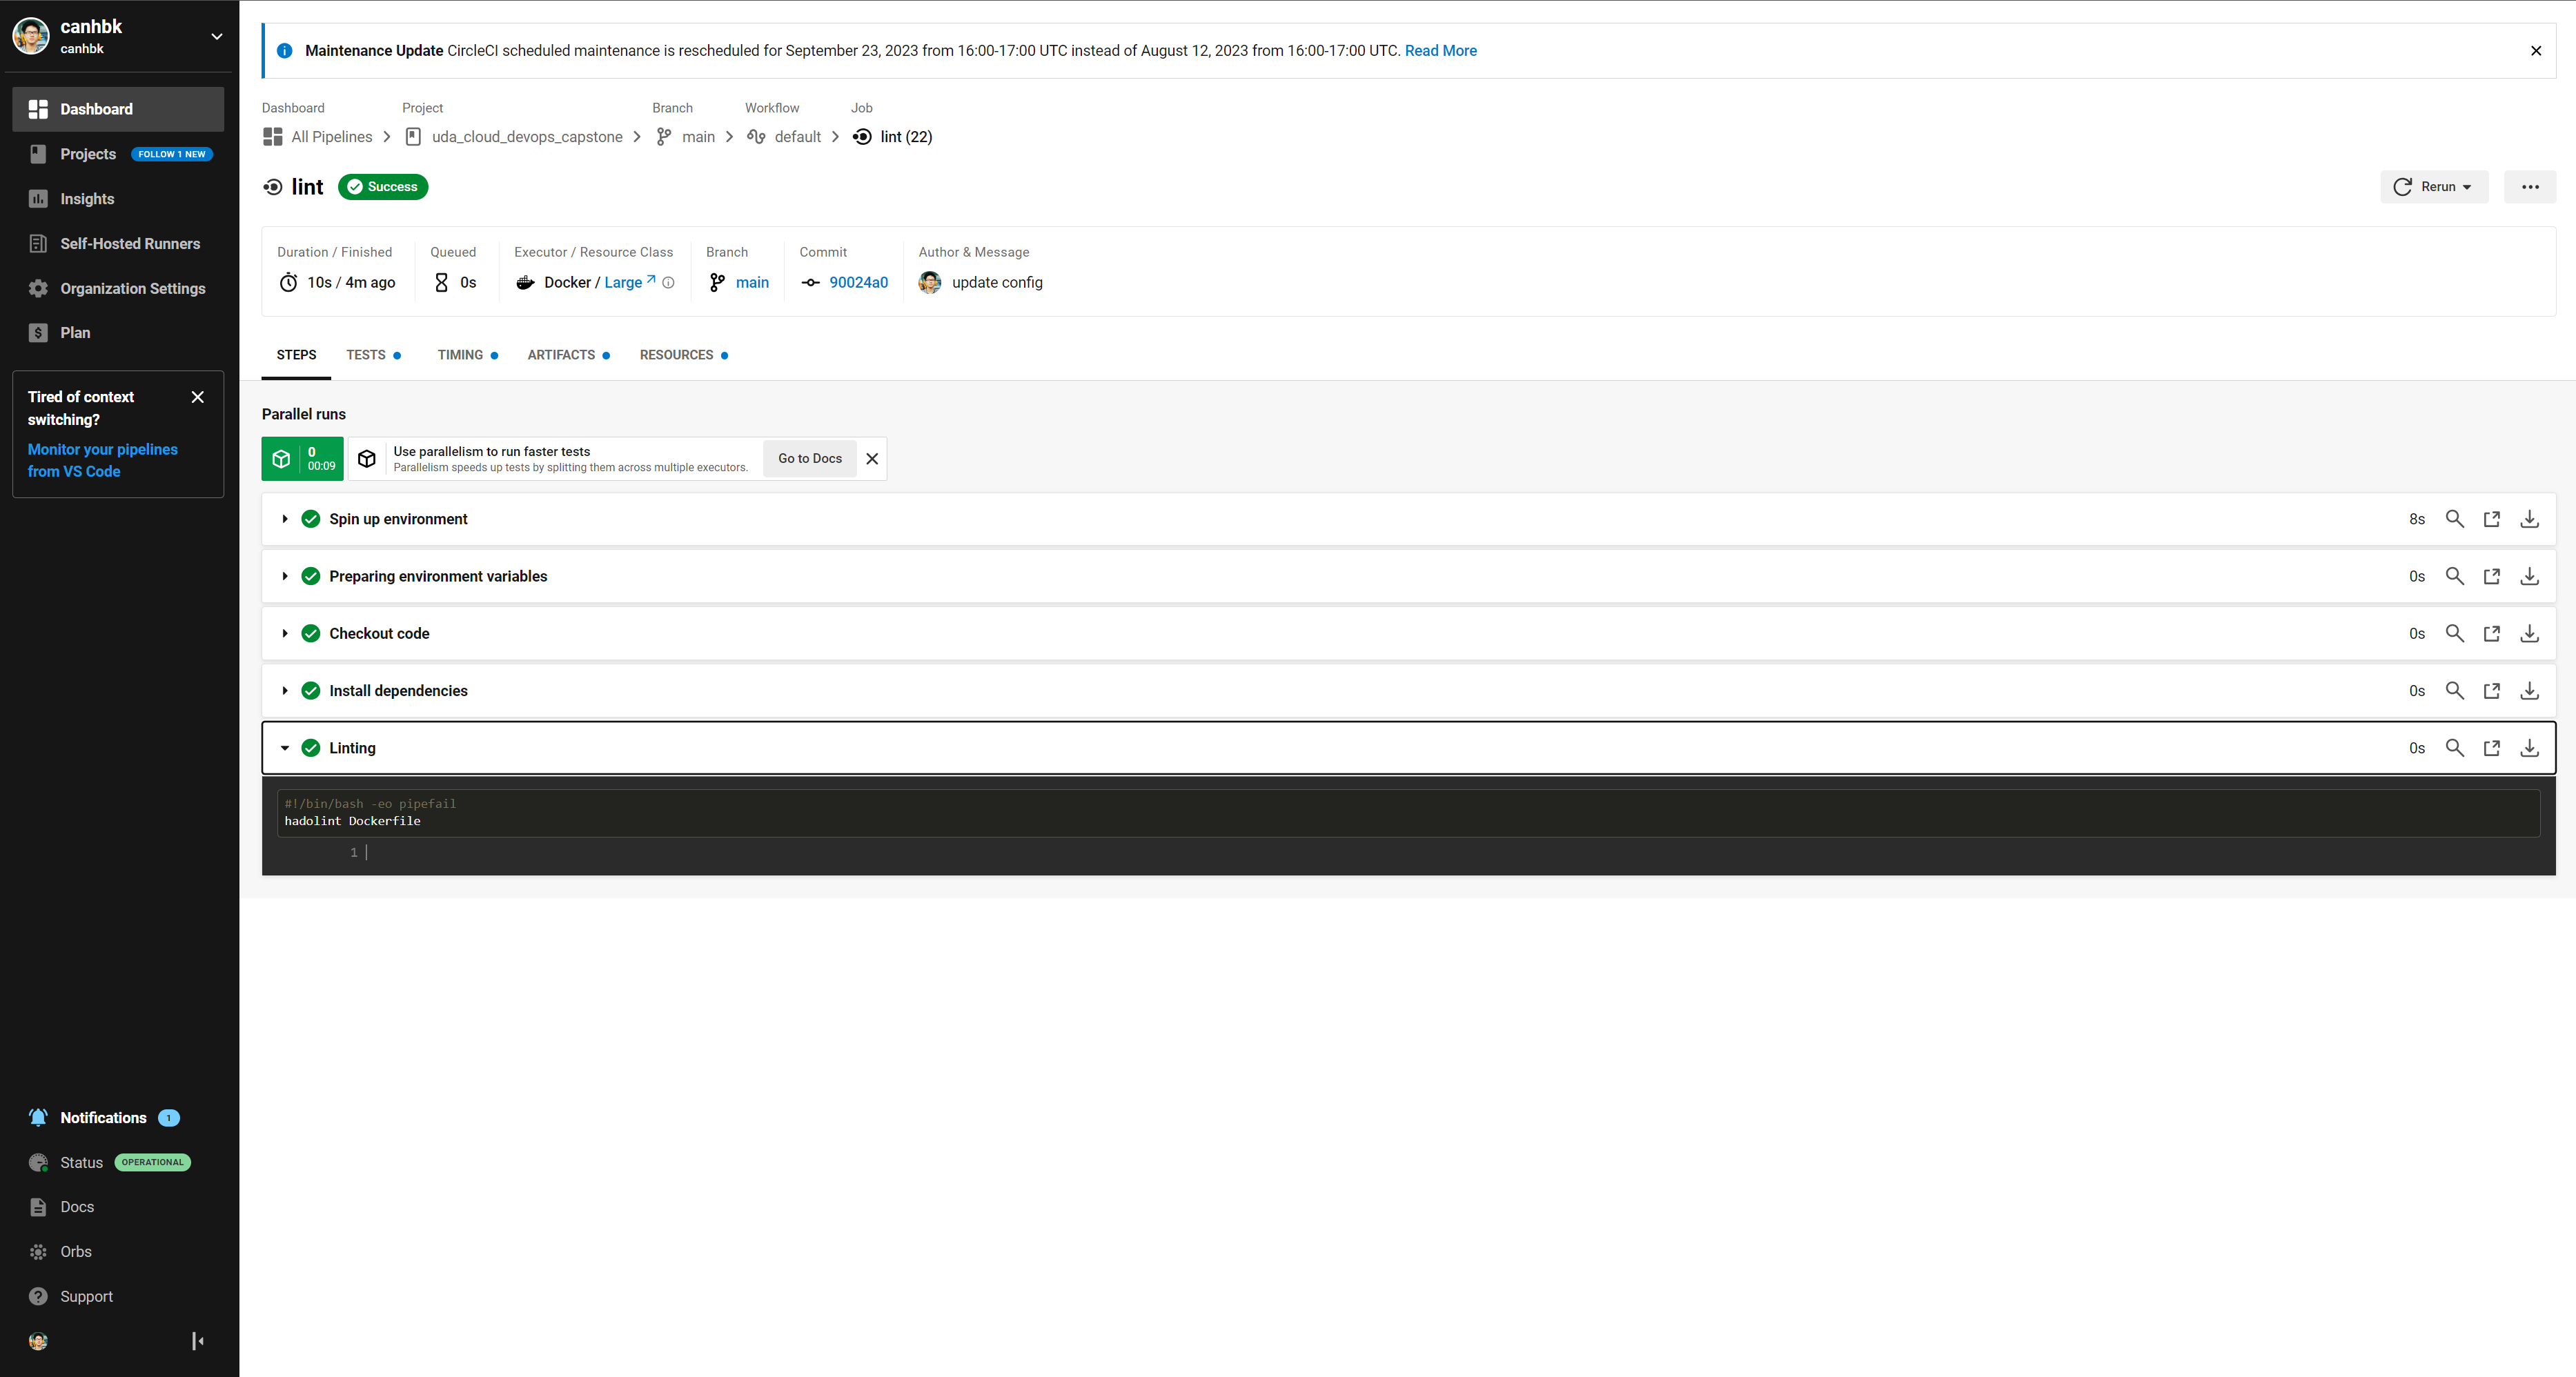 canhbk
canhbk
Dashboard
Projects FOLLOW 1 NEW
Insights
Self-Hosted Runners
Organization Settings
Plan
Tired of context
switching?
Monitor your pipelines
from VS Code
Notifications 1
Status OPERATIONAL
Docs
Orbs
Support
Maintenance Update CircleCI scheduled maintenance is rescheduled for September 23, 2023 from 16:00-17:00 UTC instead of August 12, 2023 from 16:00-17:00 UTC. Read More
Dashboard Project Branch Workflow Job
All Pipelines uda_cloud_devops_capstone main default lint (22)
lint Success
Rerun
Duration / Finished Queued Executor / Resource Class Branch Commit Author & Message
10s / 4m ago 0s Docker / Large main 90024a0 update config
STEPS TESTS TIMING ARTIFACTS RESOURCES
Parallel runs
0
00:09
Use parallelism to run faster tests
Parallelism speeds up tests by splitting them across multiple executors.
Go to Docs
Spin up environment 8s
Preparing environment variables 0s
Checkout code 0s
Install dependencies 0s
Linting 0s
#!/bin/bash -eo pipefail
hadolint Dockerfile
1